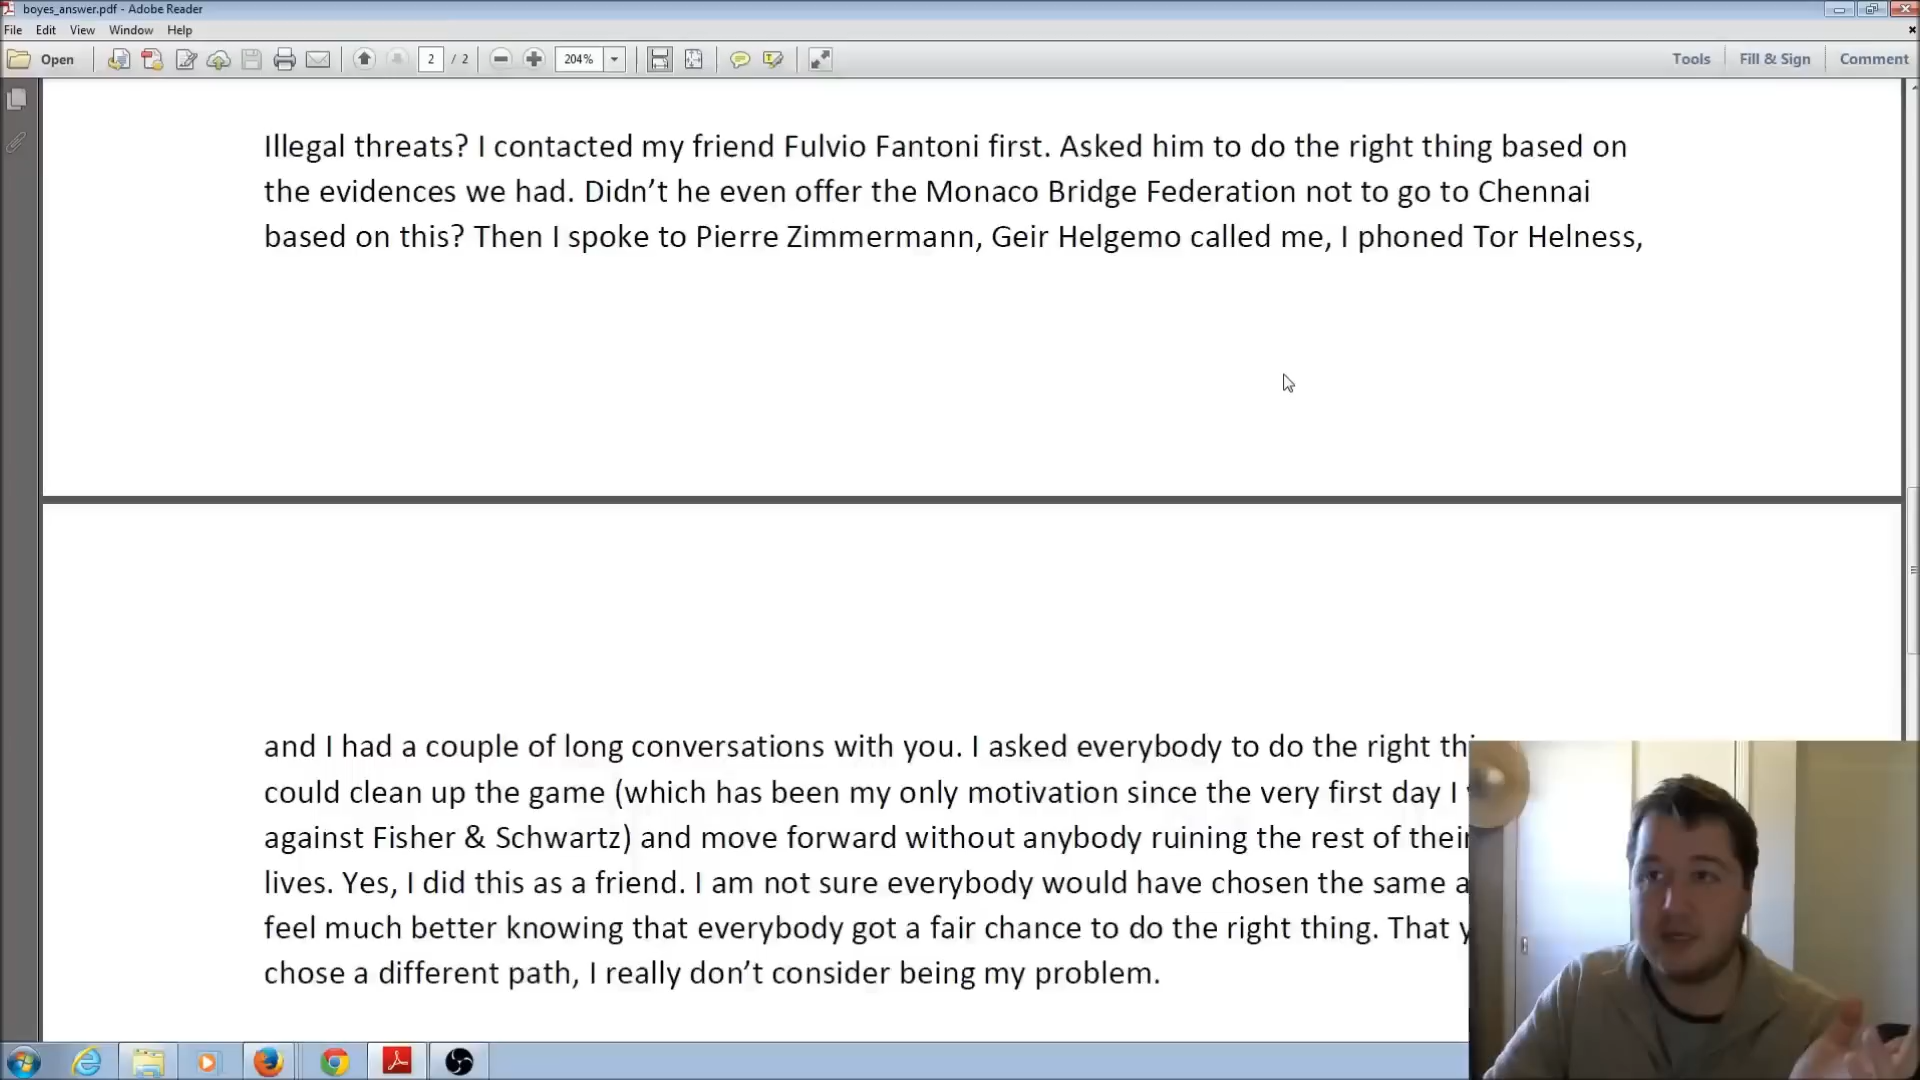 boyes_answer.pdf - Adobe Reader
File Edit View Window Help
Open 2 / 2 204% Tools Fill & Sign Comment
Illegal threats? I contacted my friend Fulvio Fantoni first. Asked him to do the right thing based on
the evidences we had. Didn’t he even offer the Monaco Bridge Federation not to go to Chennai
based on this? Then I spoke to Pierre Zimmermann, Geir Helgemo called me, I phoned Tor Helness,
and I had a couple of long conversations with you. I asked everybody to do the right
could clean up the game (which has been my only motivation since the very first day I
against Fisher & Schwartz) and move forward without anybody ruining the rest of their
lives. Yes, I did this as a friend. I am not sure everybody would have chosen the same
feel much better knowing that everybody got a fair chance to do the right thing. That
chose a different path, I really don’t consider being my problem.